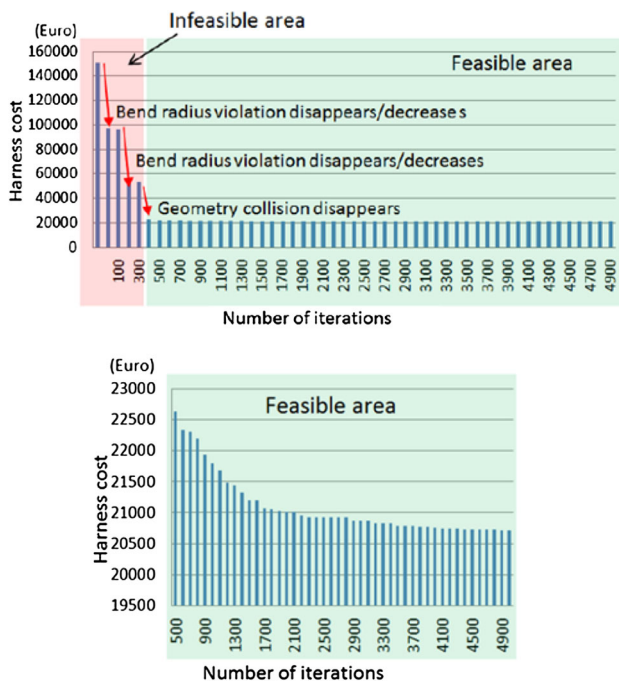 Infeasible area
(Euro)
160000
140000
120000
100000
80000
60000
40000
20000
0
Harness cost
Feasible area
Bend radius violation disappears/decreases
Bend radius violation disappears/decreases
Geometry collision disappears
100 300 500 700 900 1100 1300 1500 1700 1900 2100 2300 2500 2700 2900 3100 3300 3500 3700 3900 4100 4300 4500 4700 4900
Number of iterations
(Euro)
23000
22500
22000
21500
21000
20500
20000
19500
Harness cost
Feasible area
500 900 1300 1700 2100 2500 2900 3300 3700 4100 4500 4900
Number of iterations